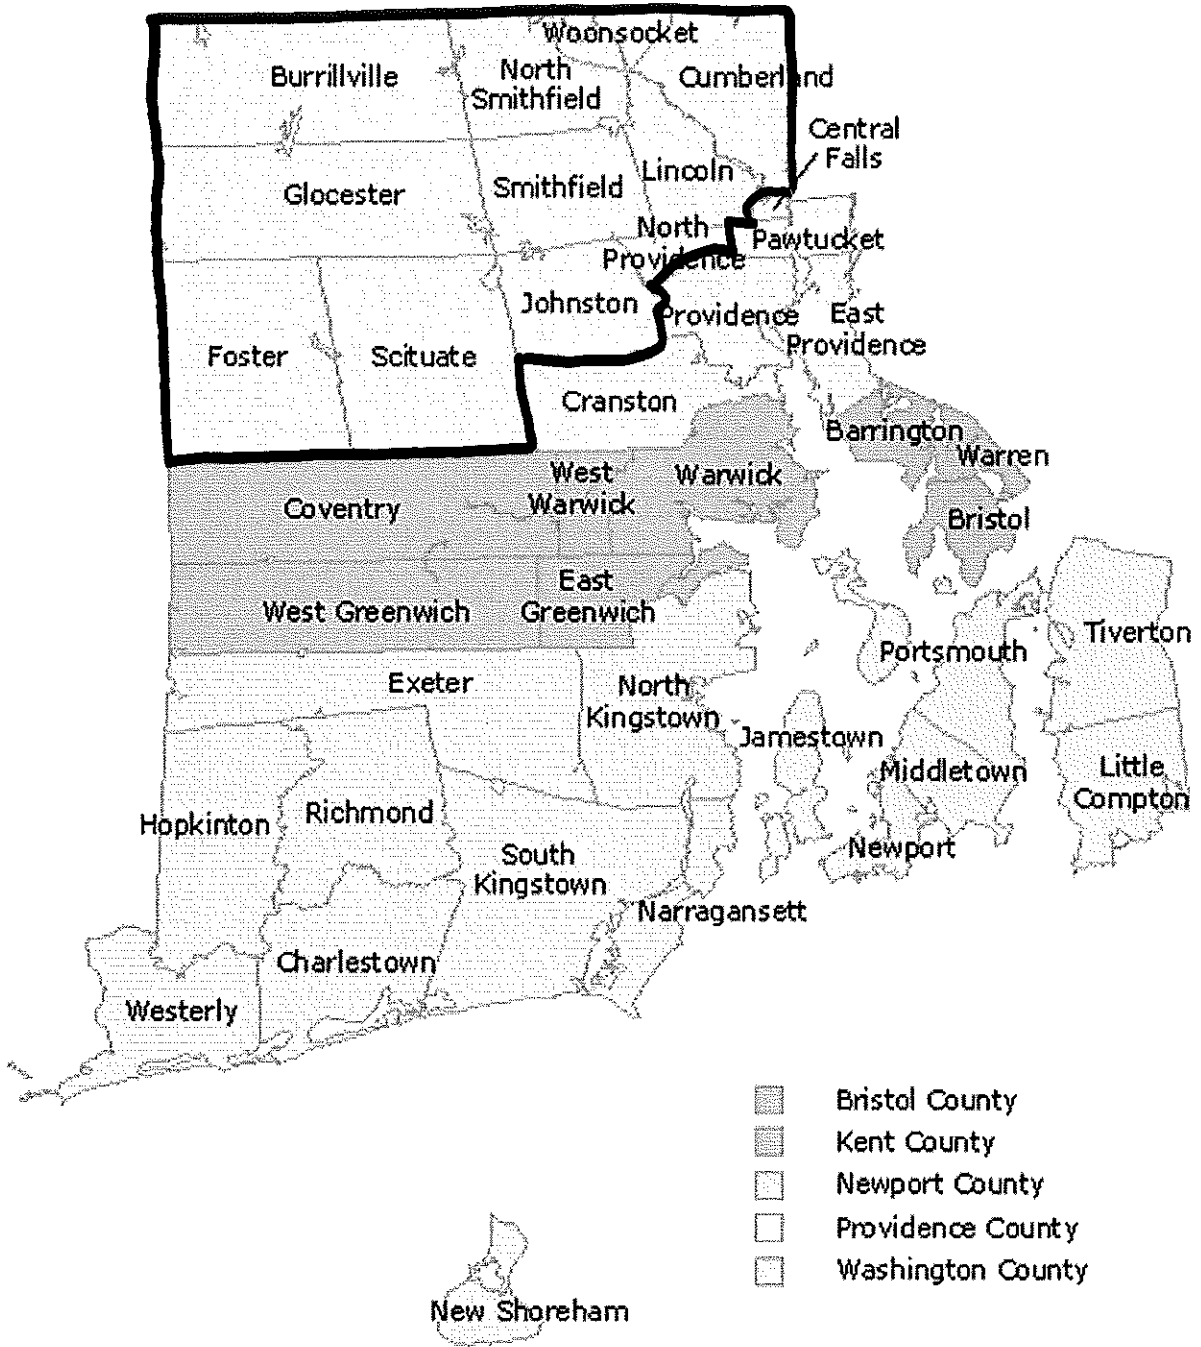 Woonsocket
Burrillville
North
Smithfield
Cumberland
Central
Falls
Glocester
Smithfield
Lincoln
North
Providence
Pawtucket
Johnston
Providence
East
Providence
Foster
Scituate
Cranston
Barrington
Warren
West
Warwick
Warwick
Coventry
Bristol
East
Greenwich
West Greenwich
Tiverton
Portsmouth
Exeter
North
Kingstown
Jamestown
Middletown
Little
Compton
Hopkinton
Richmond
South
Kingstown
Newport
Narragansett
Charlestown
Westerly
Bristol County
Kent County
Newport County
Providence County
Washington County
New Shoreham